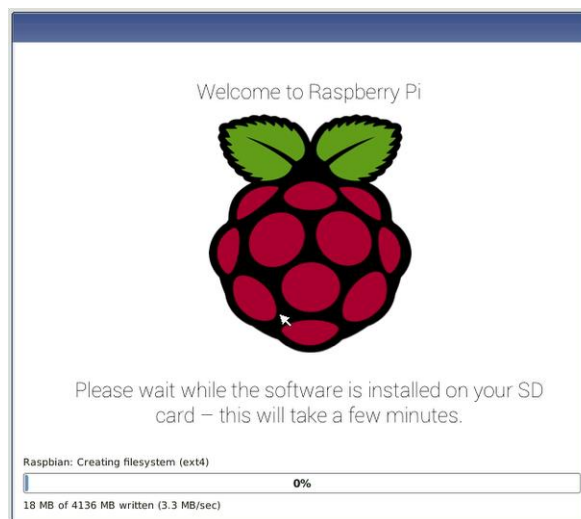 Welcome to Raspberry Pi
Please wait while the software is installed on your SD
card – this will take a few minutes.
Raspbian: Creating filesystem (ext4)
0%
18 MB of 4136 MB written (3.3 MB/sec)